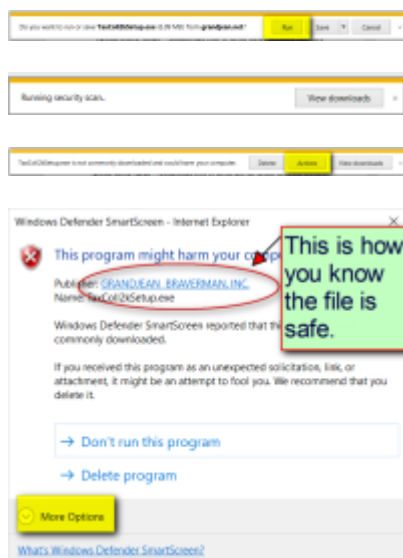 Do you want to run or save TaxColl2kSetup.exe from grandjean.net?
Run
Save
Cancel
Running security scan.
View downloads
TaxColl2kSetup.exe is not commonly downloaded and could harm your computer.
Delete
Actions
View downloads
Windows Defender SmartScreen - Internet Explorer
This program might harm your
Publisher: GRANDJEAN BRAVERMAN, INC.
Name: TaxColl2kSetup.exe
Windows Defender SmartScreen reported that
commonly downloaded.
If you received this program as an unexpected solicitation, link, or
attachment, it might be an attempt to fool you. We recommend that you
delete it.
This is how
you know
the file is
safe.
→ Don't run this program
→ Delete program
More Options
What's Windows Defender SmartScreen?